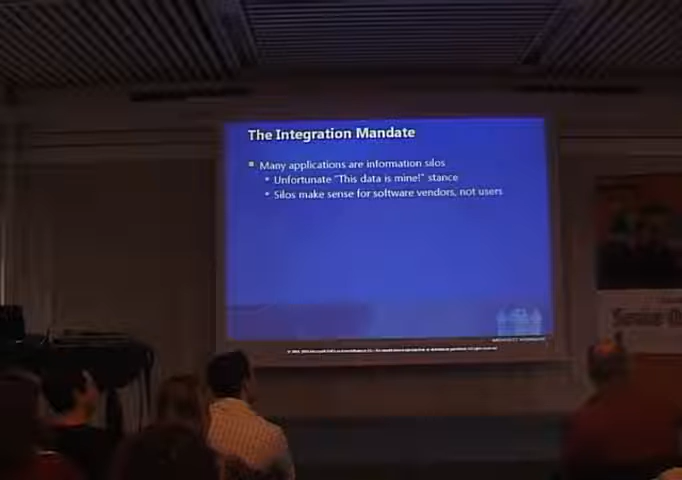 The Integration Mandate
Many applications are information silos
Unfortunate "This data is mine!" stance
Silos make sense for software vendors, not users